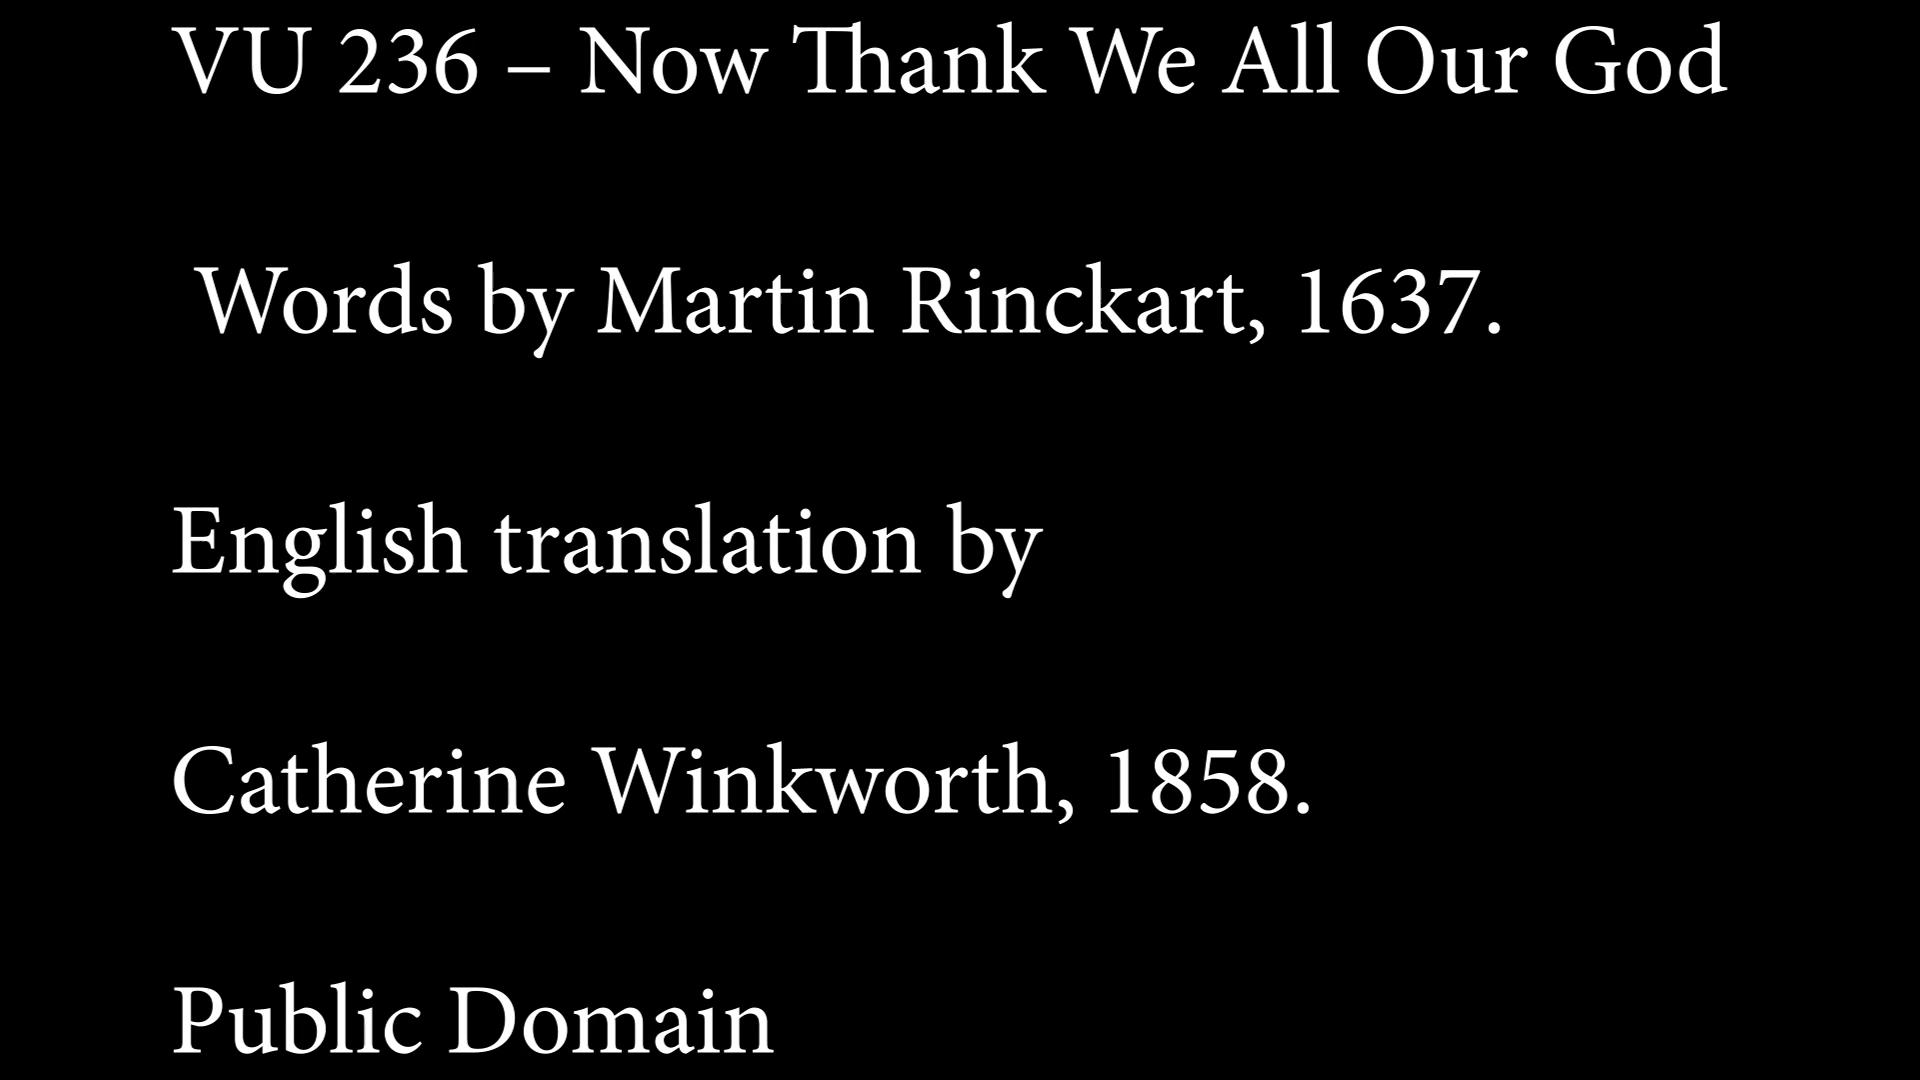 VU 236 – Now Thank We All Our God
Words by Martin Rinckart, 1637.
English translation by
Catherine Winkworth, 1858.
Public Domain